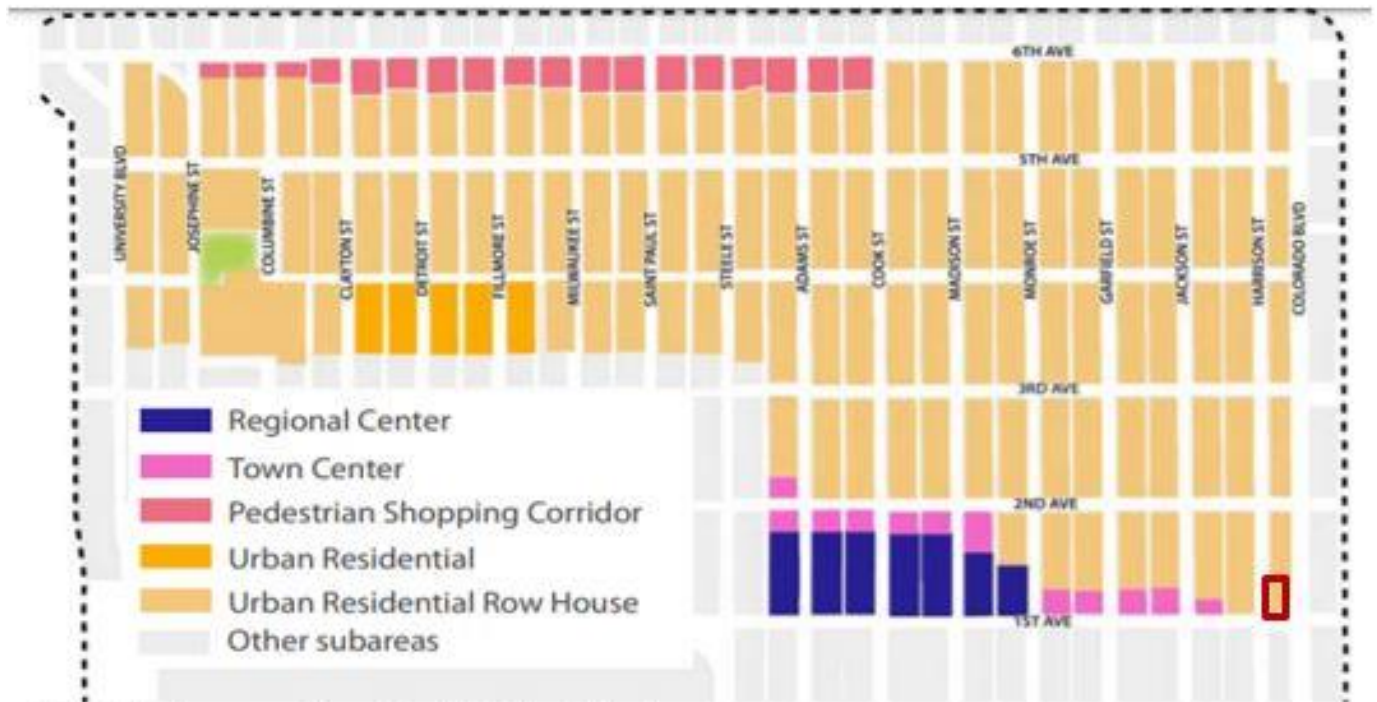 6TH AVE
5TH AVE
UNIVERSITY BLVD
JOSEPHINE ST
COLUMBINE ST
CLAYTON ST
DETROIT ST
FILLMORE ST
MILWAUKEE ST
SAINT PAUL ST
STEELE ST
ADAMS ST
COOK ST
MADISON ST
MONROE ST
GARFIELD ST
JACKSON ST
HARRISON ST
COLORADO BLVD
3RD AVE
Regional Center
Town Center
Pedestrian Shopping Corridor
Urban Residential
Urban Residential Row House
Other subareas
2ND AVE
1ST AVE